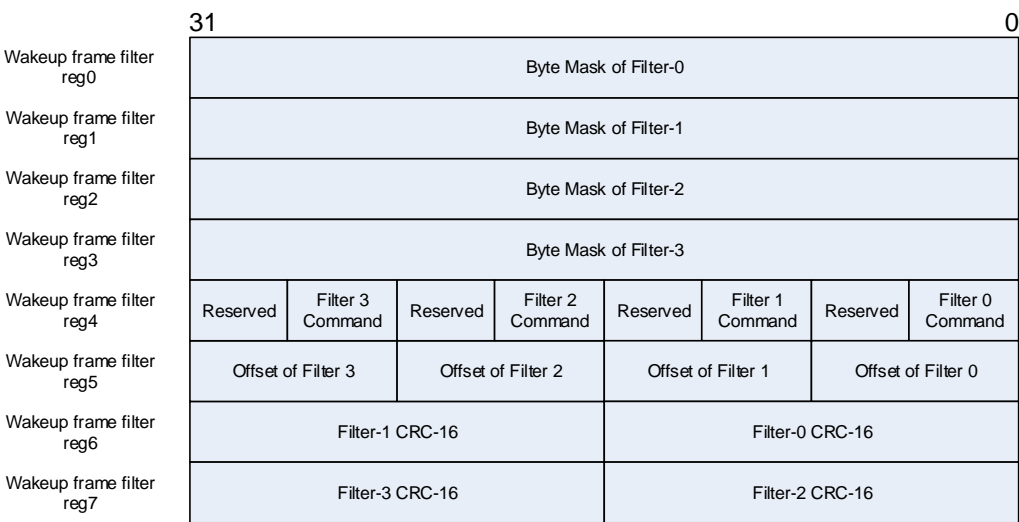 31 0
Wakeup frame filter
reg0
Byte Mask of Filter-0
Wakeup frame filter
reg1
Byte Mask of Filter-1
Wakeup frame filter
reg2
Byte Mask of Filter-2
Wakeup frame filter
reg3
Byte Mask of Filter-3
Wakeup frame filter
reg4
Reserved
Filter 3
Command
Reserved
Filter 2
Command
Reserved
Filter 1
Command
Reserved
Filter 0
Command
Wakeup frame filter
reg5
Offset of Filter 3
Offset of Filter 2
Offset of Filter 1
Offset of Filter 0
Wakeup frame filter
reg6
Filter-1 CRC-16
Filter-0 CRC-16
Wakeup frame filter
reg7
Filter-3 CRC-16
Filter-2 CRC-16